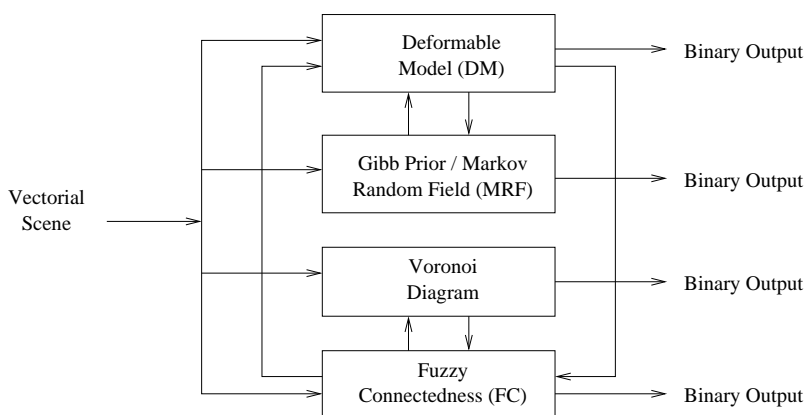 Deformable
Model (DM)
Binary Output
Gibb Prior / Markov
Random Field (MRF)
Binary Output
Vectorial
Scene
Voronoi
Diagram
Binary Output
Fuzzy
Connectedness (FC)
Binary Output